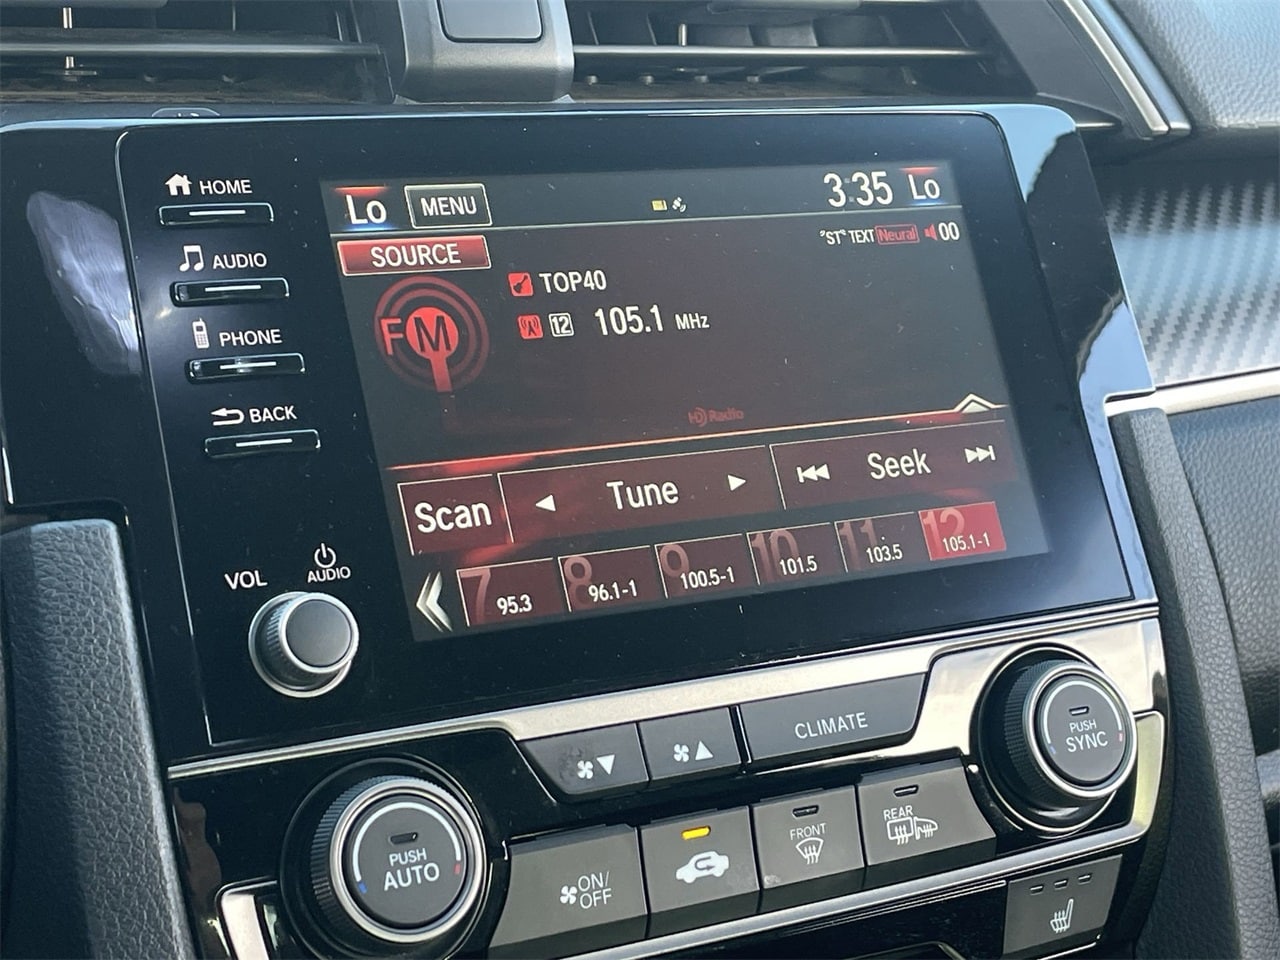 HOME
AUDIO
PHONE
BACK
VOL
AUDIO
Lo MENU 3:35 Lo
SOURCE
"ST" TEXT Neural 00
FM
TOP40
12 105.1 MHz
HD Radio
Scan Tune Seek
7 95.3
8 96.1-1
9 100.5-1
10 101.5
11 103.5
12 105.1-1
CLIMATE
PUSH
SYNC
PUSH
AUTO
ON/
OFF
FRONT
REAR